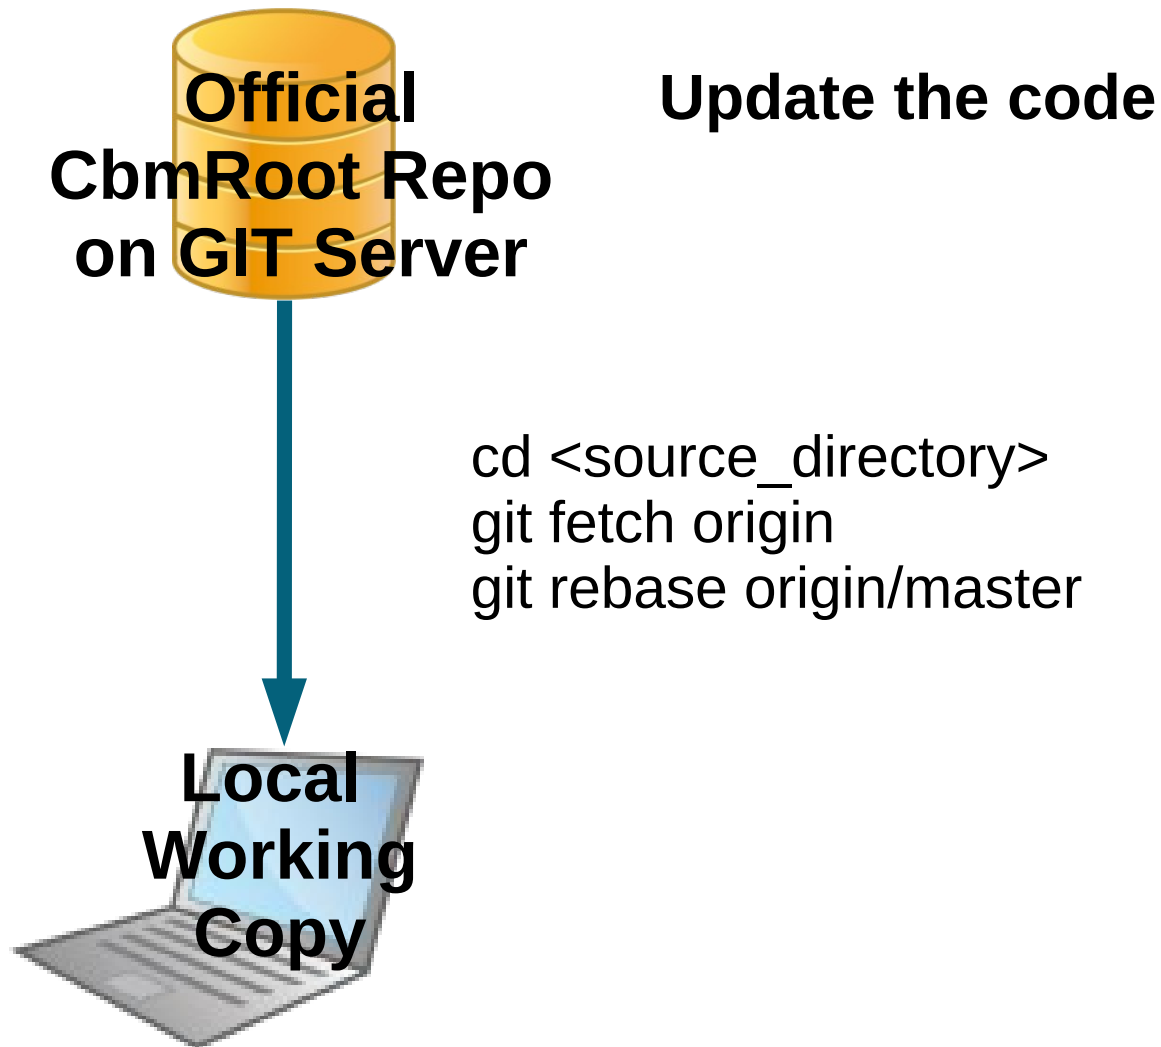 Official
CbmRoot Repo
on GIT Server
Update the code
cd <source_directory>
git fetch origin
git rebase origin/master
Local
Working
Copy